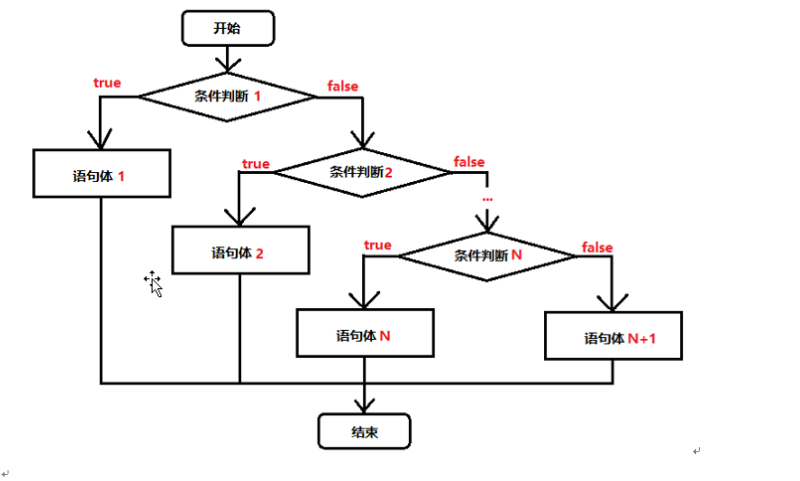 开始
true
条件判断 1
false
语句体 1
true
条件判断2
false
...
语句体 2
true
条件判断 N
false
语句体 N
语句体 N+1
结束